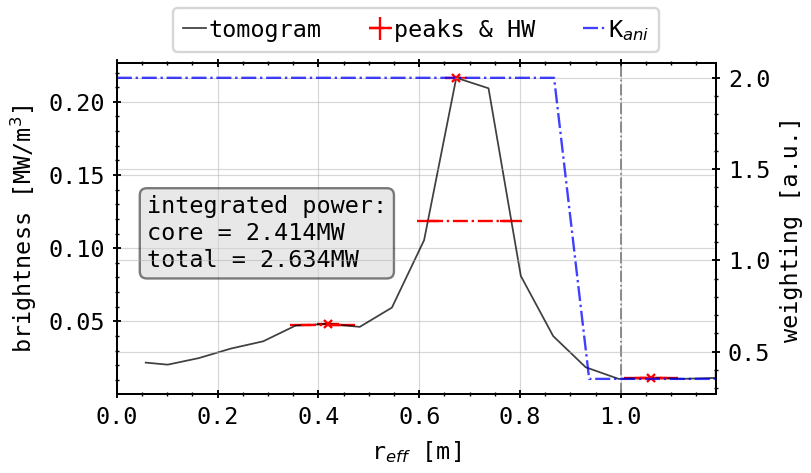 tomogram peaks & HW K_ani
brightness [MW/m³]
0.20
0.15
0.10
0.05
integrated power:
core = 2.414MW
total = 2.634MW
2.0
1.5
1.0
0.5
weighting [a.u.]
0.0 0.2 0.4 0.6 0.8 1.0
r_eff [m]